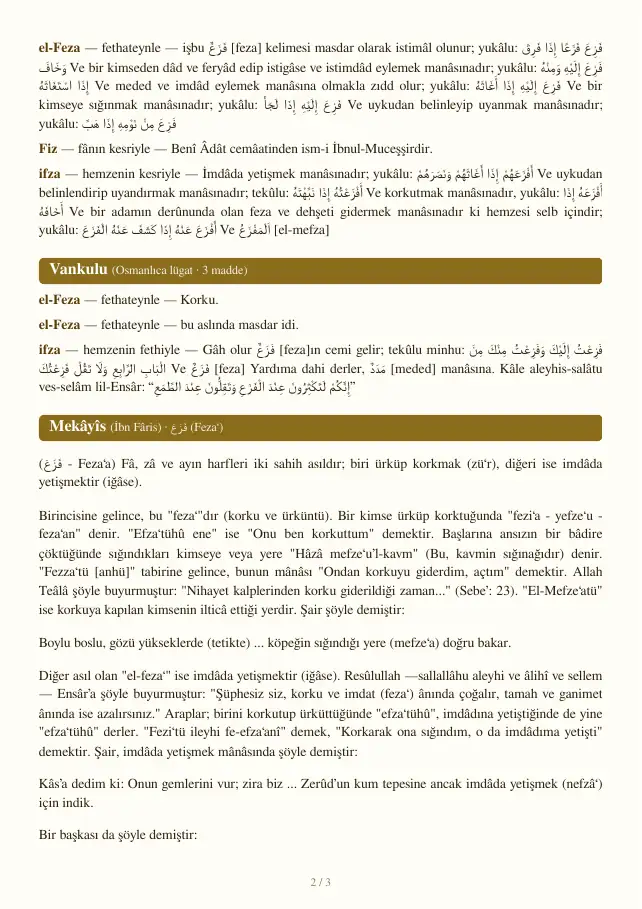 el-Feza — fethateynle — işbu فَزَعٌ [feza] kelimesi masdar olarak istimâl olunur; yukâlu: فَزِعَ فَزَعًا إِذَا فَرِقَ
وَخَافَ Ve bir kimseden dâd ve feryâd edip istigâse ve istimdâd eylemek manâsınadır; yukâlu: فَزِعَ إِلَيْهِ وَمِنْهُ
إِذَا اسْتَغَاثَهُ Ve meded ve imdâd eylemek manâsına olmakla zıdd olur; yukâlu: فَزِعَ إِلَيْهِ إِذَا أَغَاثَهُ Ve bir
kimseye sığınmak manâsınadır; yukâlu: فَزِعَ إِلَيْهِ إِذَا لَجَأَ Ve uykudan belinleyip uyanmak manâsınadır;
yukâlu: فَزِعَ مِنْ نَوْمِهِ إِذَا هَبَّ
Fiz — fânın kesriyle — Benî Âdât cemâatinden ism-i İbnul-Muceşşirdir.
ifza — hemzenin kesriyle — İmdâda yetişmek manâsınadır; yukâlu: أَفْزَعَهُمْ إِذَا أَغَاثَهُمْ وَنَصَرَهُمْ Ve uykudan
belinlendirip uyandırmak manâsınadır; tekûlu: أَفْزَعْتُهُ إِذَا نَبَّهْتَهُ Ve korkutmak manâsınadır, yukâlu: أَفْزَعَهُ إِذَا
أَخَافَهُ Ve bir adamın derûnunda olan feza ve dehşeti gidermek manâsınadır ki hemzesi selb içindir;
yukâlu: أَفْزَعَ عَنْهُ إِذَا كَشَفَ عَنْهُ الْفَزَعَ Ve اَلْمَفْزَعُ [el-mefza]
Vankulu (Osmanlıca lügat · 3 madde)
el-Feza — fethateynle — Korku.
el-Feza — fethateynle — bu aslında masdar idi.
ifza — hemzenin fethiyle — Gâh olur فَزَعٌ [feza]ın cemi gelir; tekûlu minhu: فَزِعْتُ إِلَيْكَ وَفَزِعْتُ مِنْكَ مِنَ
الْبَابِ الرَّابِعِ وَلَا تَقُلْ فَزِعْتُكَ Ve فَزَعٌ [feza] Yardıma dahi derler, مَدَدٌ [meded] manâsına. Kâle aleyhis-salâtu
ves-selâm lil-Ensâr: “إِنَّكُمْ لَتَكْثِرُونَ عِنْدَ الْفَزَعِ وَتَقِلُّونَ عِنْدَ الطَّمَعِ”
Mekâyîs (İbn Fâris) · فَزَعَ (Feza‘)
(فَزَعَ - Feza‘a) Fâ, zâ ve ayın harfleri iki sahih asıldır; biri ürküp korkmak (zü‘r), diğeri ise imdâda
yetişmektir (iğâse).
Birincisine gelince, bu "feza‘"dır (korku ve ürküntü). Bir kimse ürküp korktuğunda "fezi‘a - yefze‘u -
feza‘an" denir. "Efza‘tühû ene" ise "Onu ben korkuttum" demektir. Başlarına ansızın bir bâdire
çöktüğünde sığındıkları kimseye veya yere "Hâzâ mefze‘u’l-kavm" (Bu, kavmin sığınağıdır) denir.
"Fezza‘tü [anhü]" tabirine gelince, bunun mânâsı "Ondan korkuyu giderdim, açtım" demektir. Allah
Teâlâ şöyle buyurmuştur: "Nihayet kalplerinden korku giderildiği zaman..." (Sebe’: 23). "El-Mefze‘atü"
ise korkuya kapılan kimsenin ilticâ ettiği yerdir. Şair şöyle demiştir:
Boylu boslu, gözü yükseklerde (tetikte) ... köpeğin sığındığı yere (mefze‘a) doğru bakar.
Diğer asıl olan "el-feza‘" ise imdâda yetişmektir (iğâse). Resûlullah —sallallâhu aleyhi ve âlihî ve sellem
— Ensâr’a şöyle buyurmuştur: "Şüphesiz siz, korku ve imdat (feza‘) ânında çoğalır, tamah ve ganimet
ânında ise azalırsınız." Araplar; birini korkutup ürküttüğünde "efza‘tühû", imdâdına yetiştiğinde de yine
"efza‘tühû" derler. "Fezi‘tü ileyhi fe-efza‘anî" demek, "Korkarak ona sığındım, o da imdâdıma yetişti"
demektir. Şair, imdâda yetişmek mânâsında şöyle demiştir:
Kâs’a dedim ki: Onun gemlerini vur; zira biz ... Zerûd’un kum tepesine ancak imdâda yetişmek (nefzâ‘)
için indik.
Bir başkası da şöyle demiştir:
2 / 3